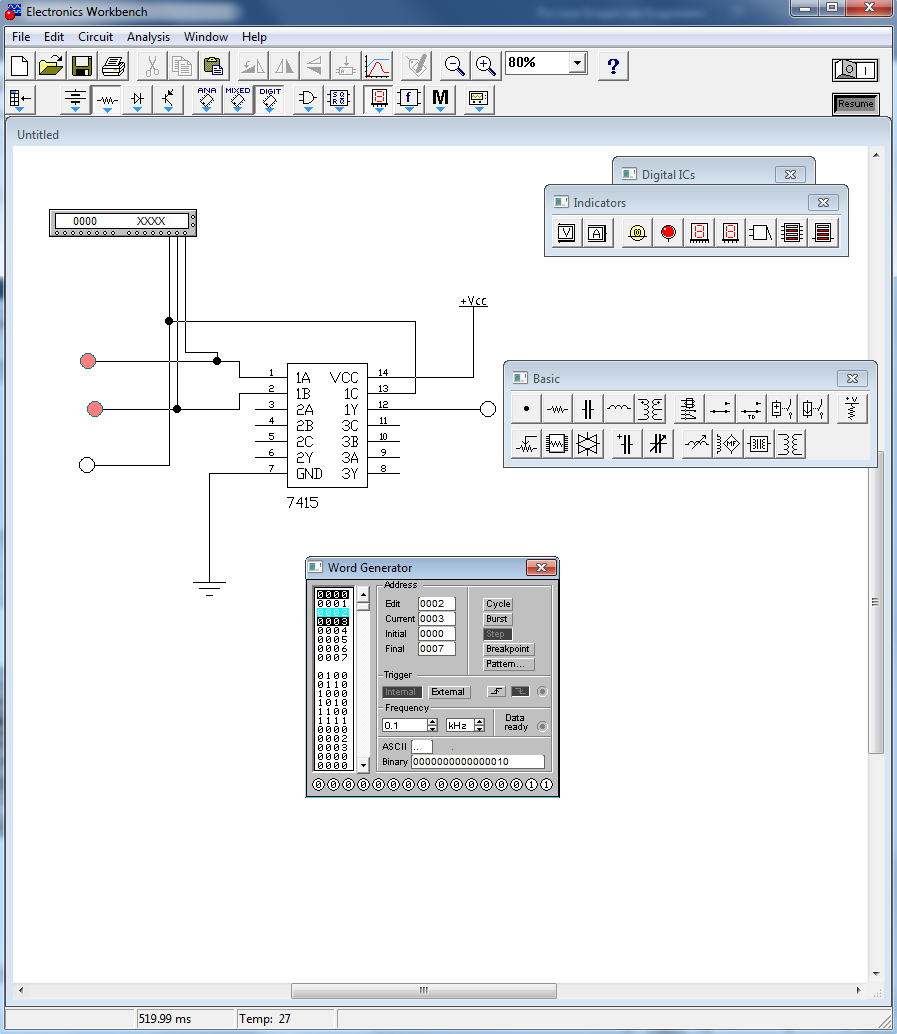 Electronics Workbench
File Edit Circuit Analysis Window Help
80%
?
ANA MIXED DIGIT
f M
Resume
Untitled
Digital ICs
Indicators
V A
0000 XXXX
+Vcc
Basic
TD
+V
1 1A VCC 14
2 1B 1C 13
3 2A 1Y 12
4 2B 3C 11
5 2C 3B 10
6 2Y 3A 9
7 GND 3Y 8
7415
Word Generator
0000
0001
0002
0003
0004
0005
0006
0007
0100
0110
1000
1010
1100
1111
0000
0002
0003
0000
0000
Address
Edit 0002 Cycle
Current 0003 Burst
Initial 0000 Step
Final 0007 Breakpoint
Pattern...
Trigger
Internal External
Frequency
0.1 kHz Data ready
ASCII .. .
Binary 0000000000000010
0 0 0 0 0 0 0 0 0 0 0 0 0 0 1 1
519.99 ms Temp: 27